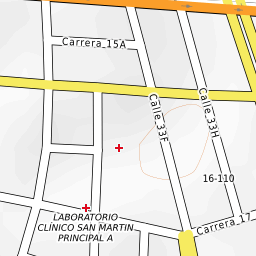 Carrera 15A
Calle 33F
Calle 33H
16-110
LABORATORIO
CLÍNICO SAN MARTIN
PRINCIPAL A
Carrera 17